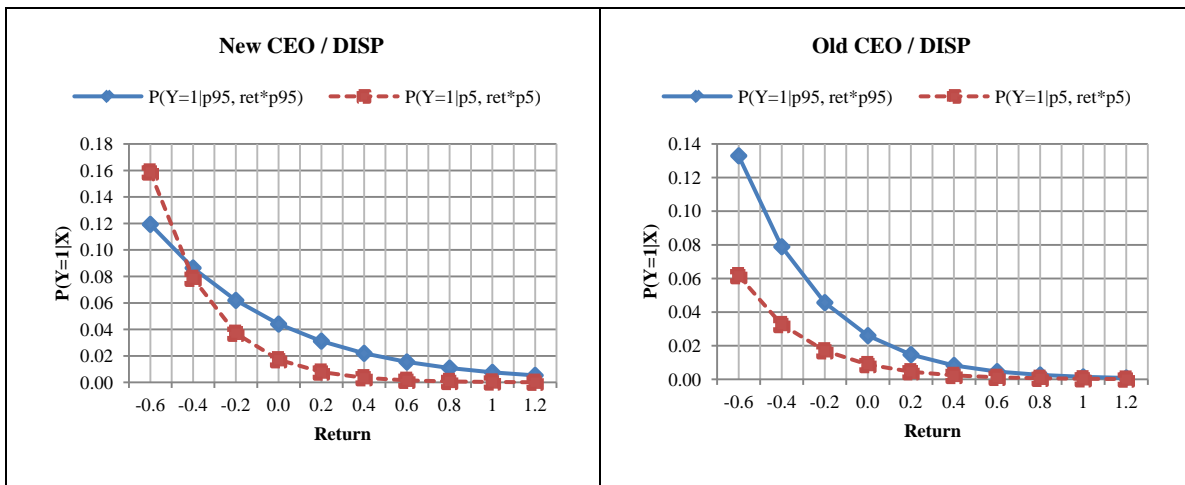 New CEO / DISP
P(Y=1|p95, ret*p95)
P(Y=1|p5, ret*p5)
P(Y=1|X)
0.18
0.16
0.14
0.12
0.10
0.08
0.06
0.04
0.02
0.00
-0.6 -0.4 -0.2 0.0 0.2 0.4 0.6 0.8 1 1.2
Return
Old CEO / DISP
P(Y=1|p95, ret*p95)
P(Y=1|p5, ret*p5)
P(Y=1|X)
0.14
0.12
0.10
0.08
0.06
0.04
0.02
0.00
-0.6 -0.4 -0.2 0.0 0.2 0.4 0.6 0.8 1 1.2
Return